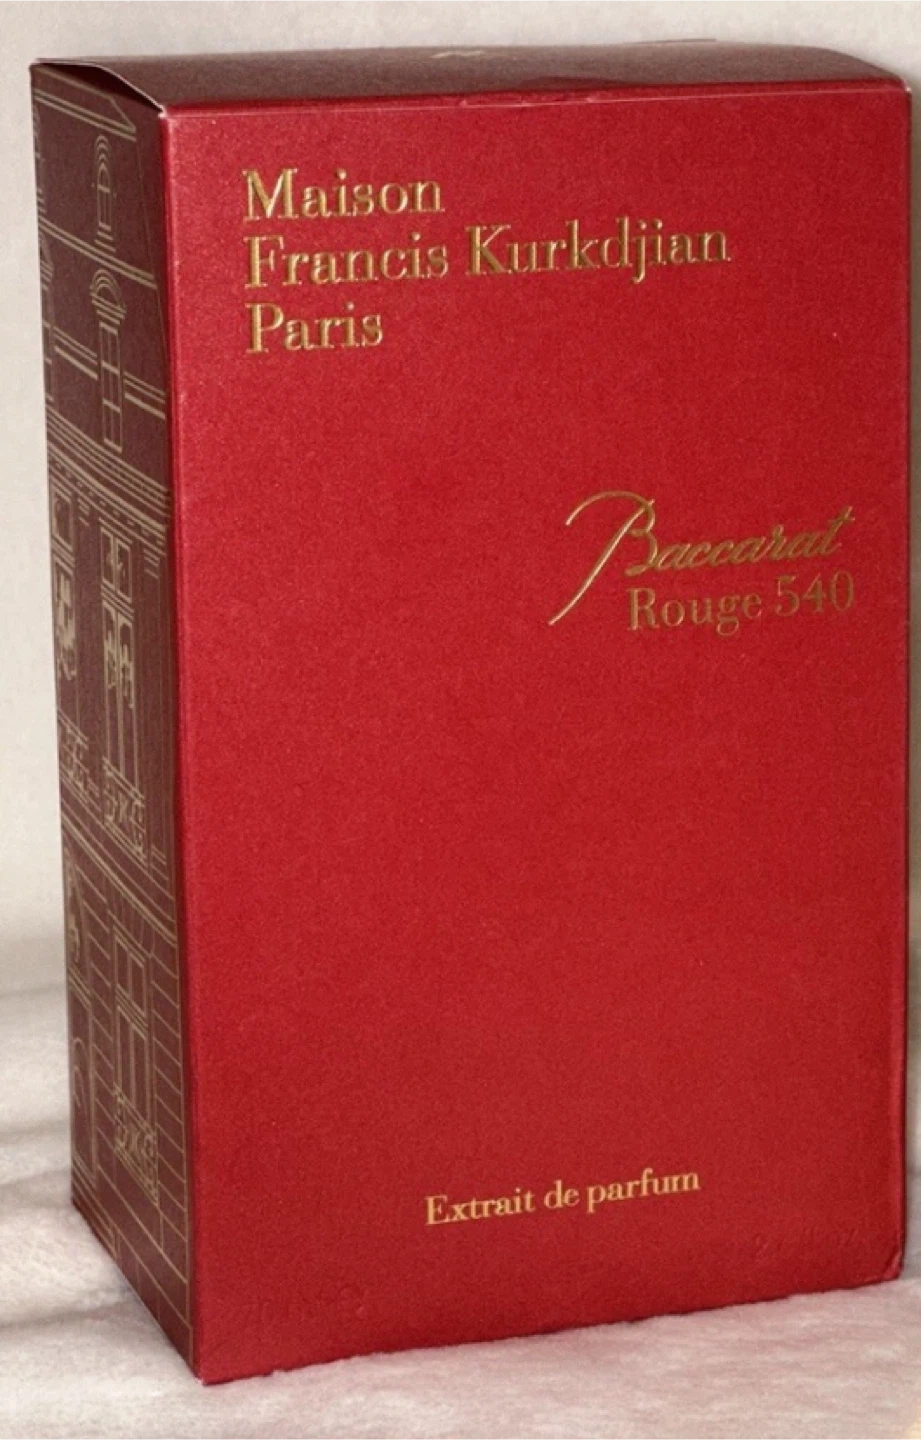 Maison
Francis Kurkdjian
Paris
Baccarat
Rouge 540
Extrait de parfum